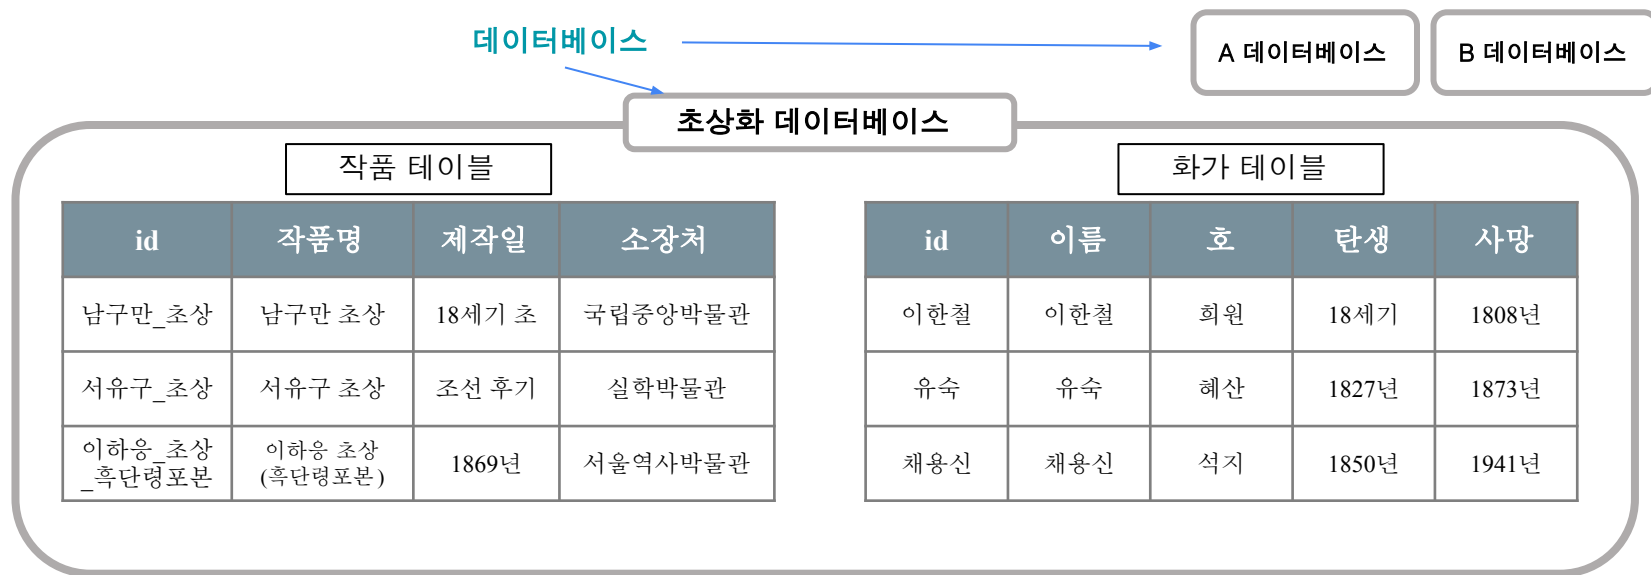 데이터베이스
A 데이터베이스
B 데이터베이스
초상화 데이터베이스
작품 테이블
id 작품명 제작일 소장처
남구만_초상 남구만 초상 18세기 초 국립중앙박물관
서유구_초상 서유구 초상 조선 후기 실학박물관
이하응_초상
_흑단령포본
이하응 초상
(흑단령포본)
1869년 서울역사박물관
화가 테이블
id 이름 호 탄생 사망
이한철 이한철 희원 18세기 1808년
유숙 유숙 혜산 1827년 1873년
채용신 채용신 석지 1850년 1941년